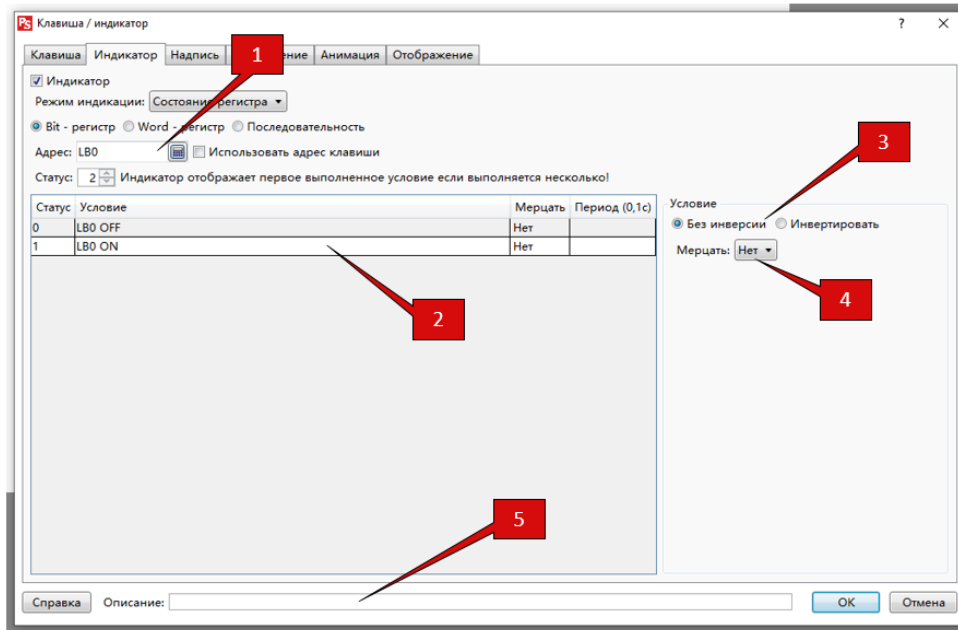 PS Клавиша / индикатор ? X
Клавиша Индикатор Надпись ение Анимация Отображение
1
Индикатор
Режим индикации: Состояние регистра
Bit - регистр Word - регистр Последовательность
3
Адрес: LB0 Использовать адрес клавиши
Статус: 2 Индикатор отображает первое выполненное условие если выполняется несколько!
Статус Условие Мерцать Период (0,1с)
0 LB0 OFF Нет
1 LB0 ON Нет
Условие
Без инверсии Инвертировать
Мерцать: Нет
4
2
5
Справка Описание: OK Отмена